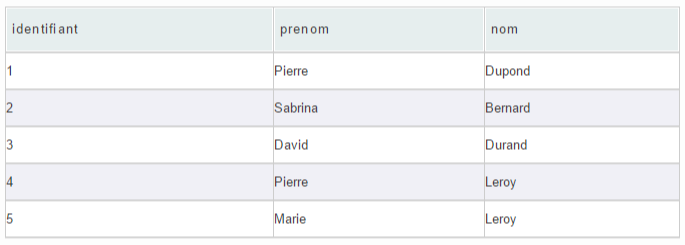 identifiant prenom nom
1 Pierre Dupond
2 Sabrina Bernard
3 David Durand
4 Pierre Leroy
5 Marie Leroy